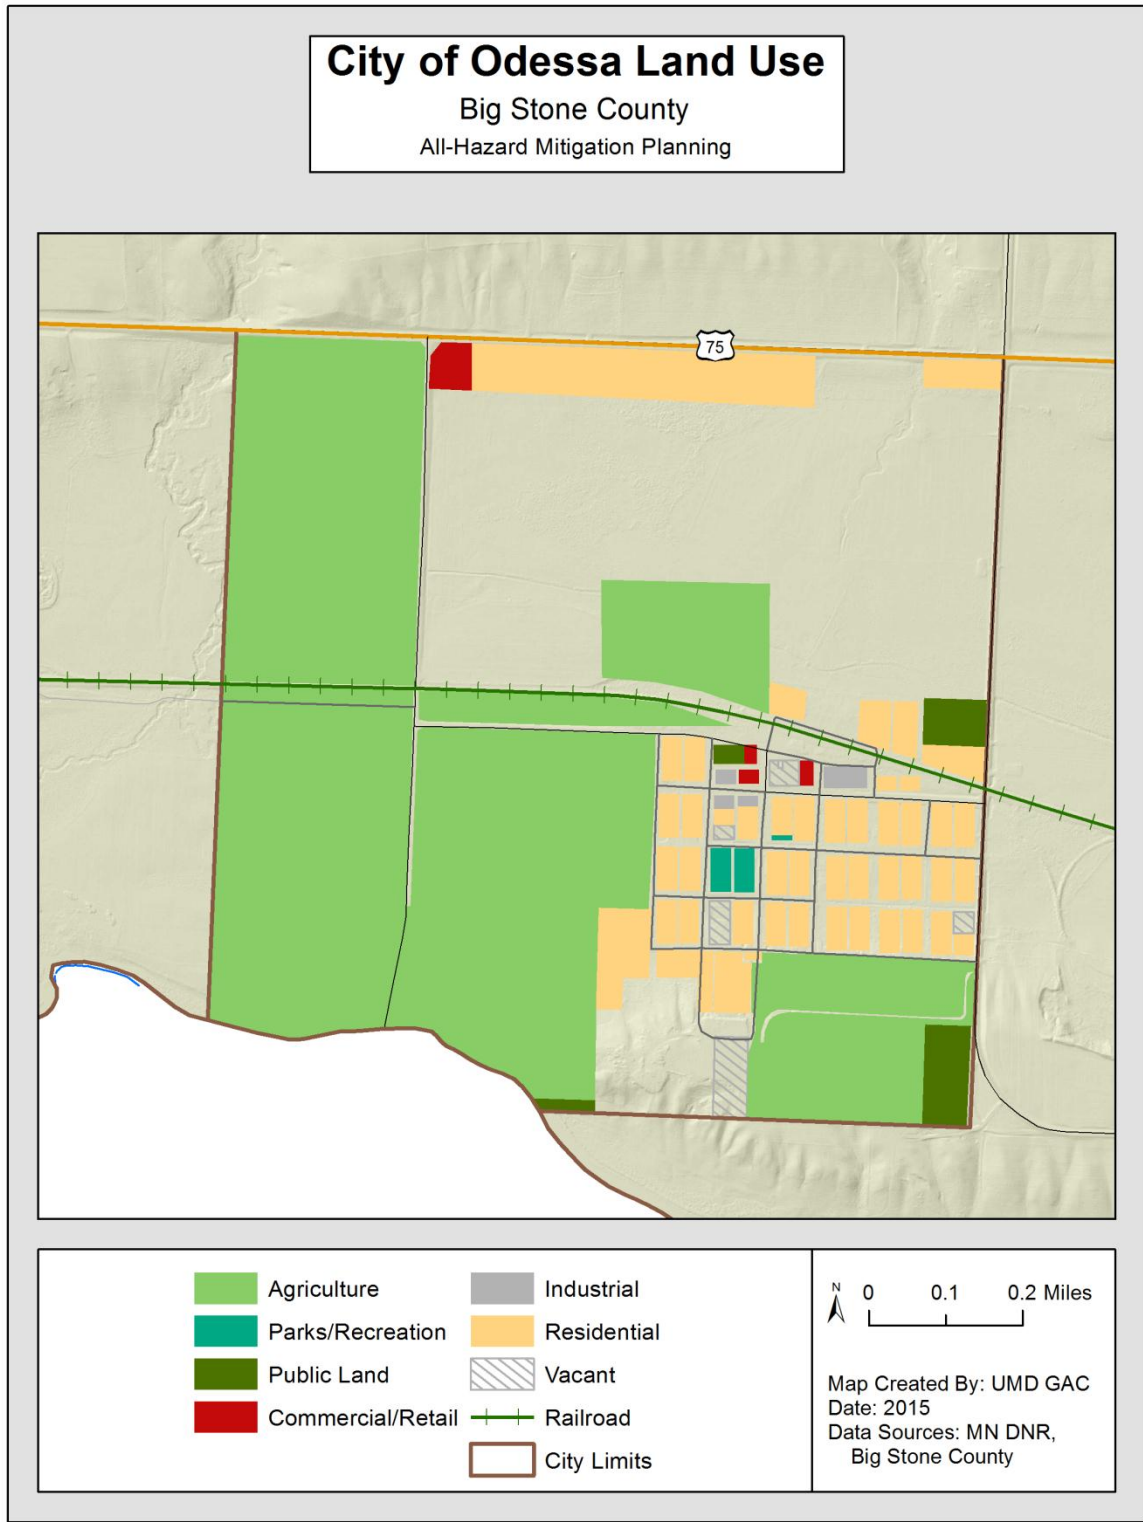 City of Odessa Land Use
Big Stone County
All-Hazard Mitigation Planning
75
Agriculture
Parks/Recreation
Public Land
Commercial/Retail
Industrial
Residential
Vacant
Railroad
City Limits
N
0 0.1 0.2 Miles
Map Created By: UMD GAC
Date: 2015
Data Sources: MN DNR,
Big Stone County